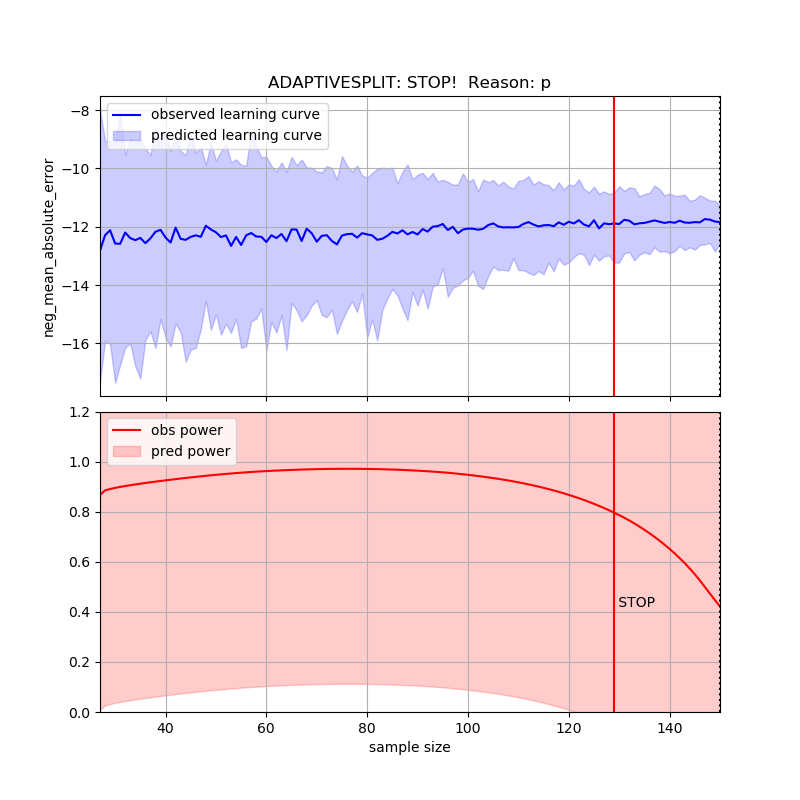 ADAPTIVESPLIT: STOP!  Reason: p
observed learning curve
predicted learning curve
neg_mean_absolute_error
−8
−10
−12
−14
−16
1.2
1.0
0.8
0.6
0.4
0.2
0.0
obs power
pred power
STOP
40 60 80 100 120 140
sample size